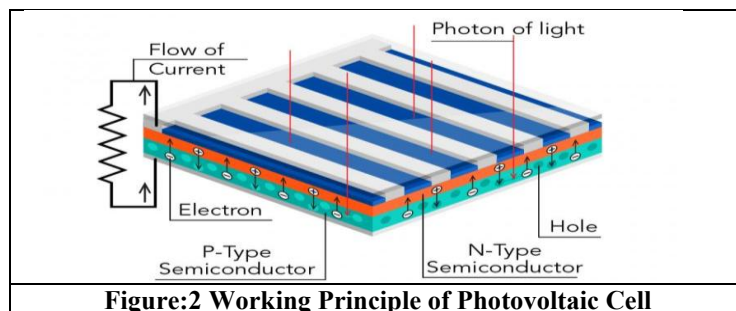 Flow of
Current
Photon of light
Electron
Hole
P-Type
Semiconductor
N-Type
Semiconductor
Figure:2 Working Principle of Photovoltaic Cell